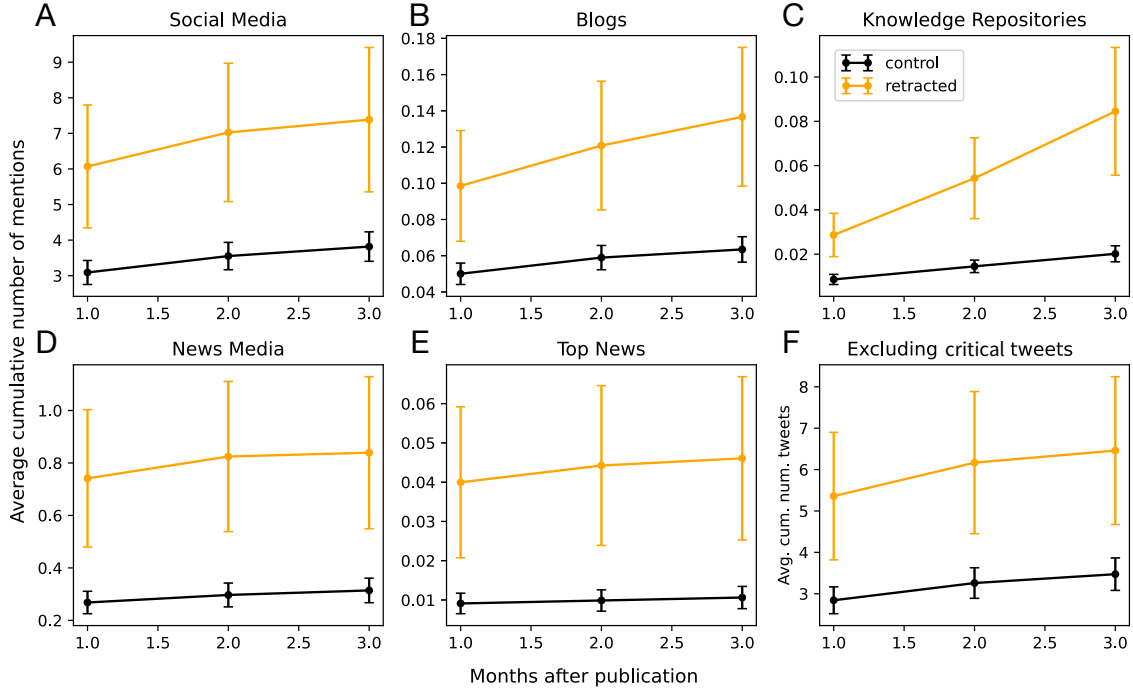 A Social Media
9
8
7
6
5
4
3
1.0 1.5 2.0 2.5 3.0
B Blogs
0.18
0.16
0.14
0.12
0.10
0.08
0.06
0.04
1.0 1.5 2.0 2.5 3.0
C Knowledge Repositories
control
retracted
0.10
0.08
0.06
0.04
0.02
1.0 1.5 2.0 2.5 3.0
Average cumulative number of mentions
D News Media
1.0
0.8
0.6
0.4
0.2
1.0 1.5 2.0 2.5 3.0
E Top News
0.06
0.05
0.04
0.03
0.02
0.01
1.0 1.5 2.0 2.5 3.0
F Excluding critical tweets
Avg. cum. num. tweets
8
7
6
5
4
3
1.0 1.5 2.0 2.5 3.0
Months after publication